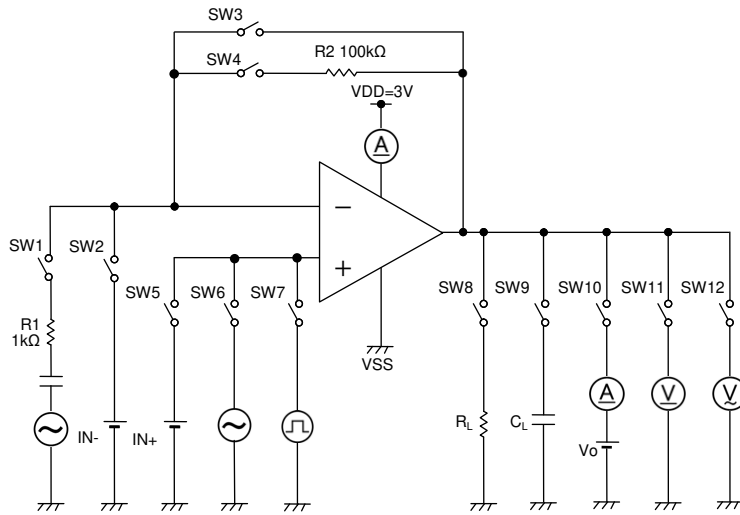 SW3
SW4
R2 100kΩ
VDD=3V
A
SW1
SW2
−
+
SW5
SW6
SW7
SW8
SW9
SW10
SW11
SW12
R1
1kΩ
VSS
IN-
IN+
RL
CL
A
V
V
Vo